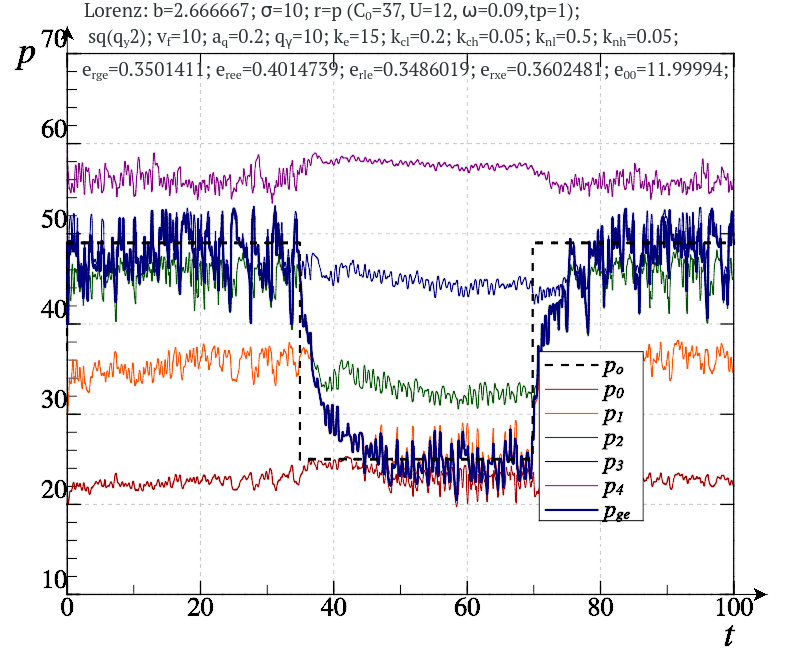 Lorenz: b=2.666667; σ=10; r=p (C₀=37, U=12, ω=0.09,tp=1);
sq(qᵧ2); v_f=10; a_q=0.2; q_γ=10; k_e=15; k_cl=0.2; k_ch=0.05; k_nl=0.5; k_nh=0.05;
e_rge=0.3501411; e_ree=0.4014739; e_rle=0.3486019; e_rxe=0.3602481; e_00=11.99994;
p
70
60
50
40
30
20
10
p_o
p_0
p_1
p_2
p_3
p_4
p_ge
0 20 40 60 80 100
t